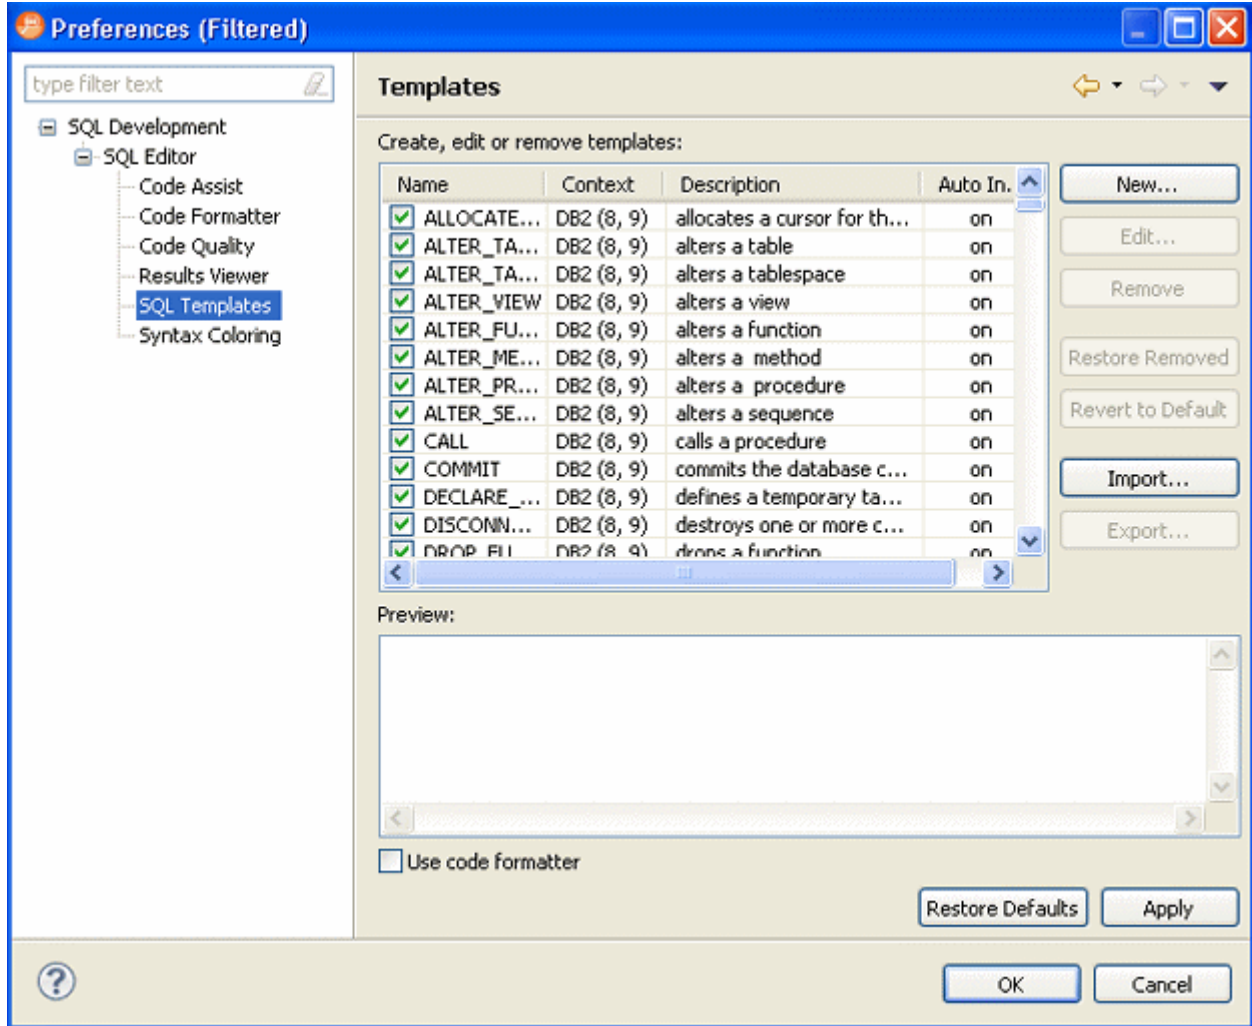 Preferences (Filtered)
type filter text
SQL Development
SQL Editor
Code Assist
Code Formatter
Code Quality
Results Viewer
SQL Templates
Syntax Coloring
Templates
Create, edit or remove templates:
Name Context Description Auto In.
ALLOCATE... DB2 (8, 9) allocates a cursor for th... on
ALTER_TA... DB2 (8, 9) alters a table on
ALTER_TA... DB2 (8, 9) alters a tablespace on
ALTER_VIEW DB2 (8, 9) alters a view on
ALTER_FU... DB2 (8, 9) alters a function on
ALTER_ME... DB2 (8, 9) alters a method on
ALTER_PR... DB2 (8, 9) alters a procedure on
ALTER_SE... DB2 (8, 9) alters a sequence on
CALL DB2 (8, 9) calls a procedure on
COMMIT DB2 (8, 9) commits the database c... on
DECLARE_... DB2 (8, 9) defines a temporary ta... on
DISCONN... DB2 (8, 9) destroys one or more c... on
DROP_FU... DB2 (8, 9) drops a function on
New...
Edit...
Remove
Restore Removed
Revert to Default
Import...
Export...
Preview:
Use code formatter
Restore Defaults Apply
OK Cancel